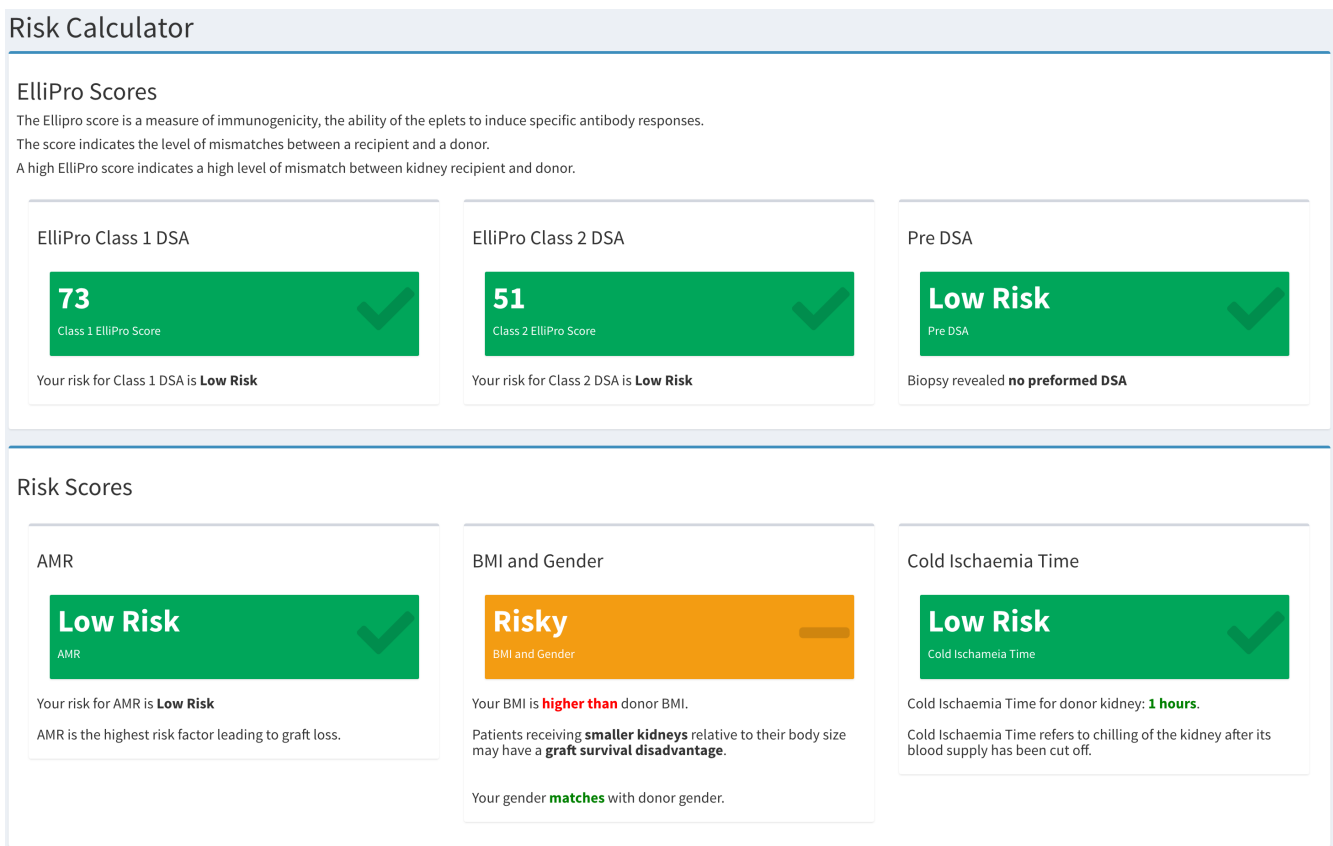 Risk Calculator
ElliPro Scores
The Ellipro score is a measure of immunogenicity, the ability of the eplets to induce specific antibody responses.
The score indicates the level of mismatches between a recipient and a donor.
A high ElliPro score indicates a high level of mismatch between kidney recipient and donor.
ElliPro Class 1 DSA
73
Class 1 ElliPro Score
Your risk for Class 1 DSA is Low Risk
ElliPro Class 2 DSA
51
Class 2 ElliPro Score
Your risk for Class 2 DSA is Low Risk
Pre DSA
Low Risk
Pre DSA
Biopsy revealed no preformed DSA
Risk Scores
AMR
Low Risk
AMR
Your risk for AMR is Low Risk
AMR is the highest risk factor leading to graft loss.
BMI and Gender
Risky
BMI and Gender
Your BMI is higher than donor BMI.
Patients receiving smaller kidneys relative to their body size
may have a graft survival disadvantage.
Your gender matches with donor gender.
Cold Ischaemia Time
Low Risk
Cold Ischameia Time
Cold Ischaemia Time for donor kidney: 1 hours.
Cold Ischaemia Time refers to chilling of the kidney after its
blood supply has been cut off.